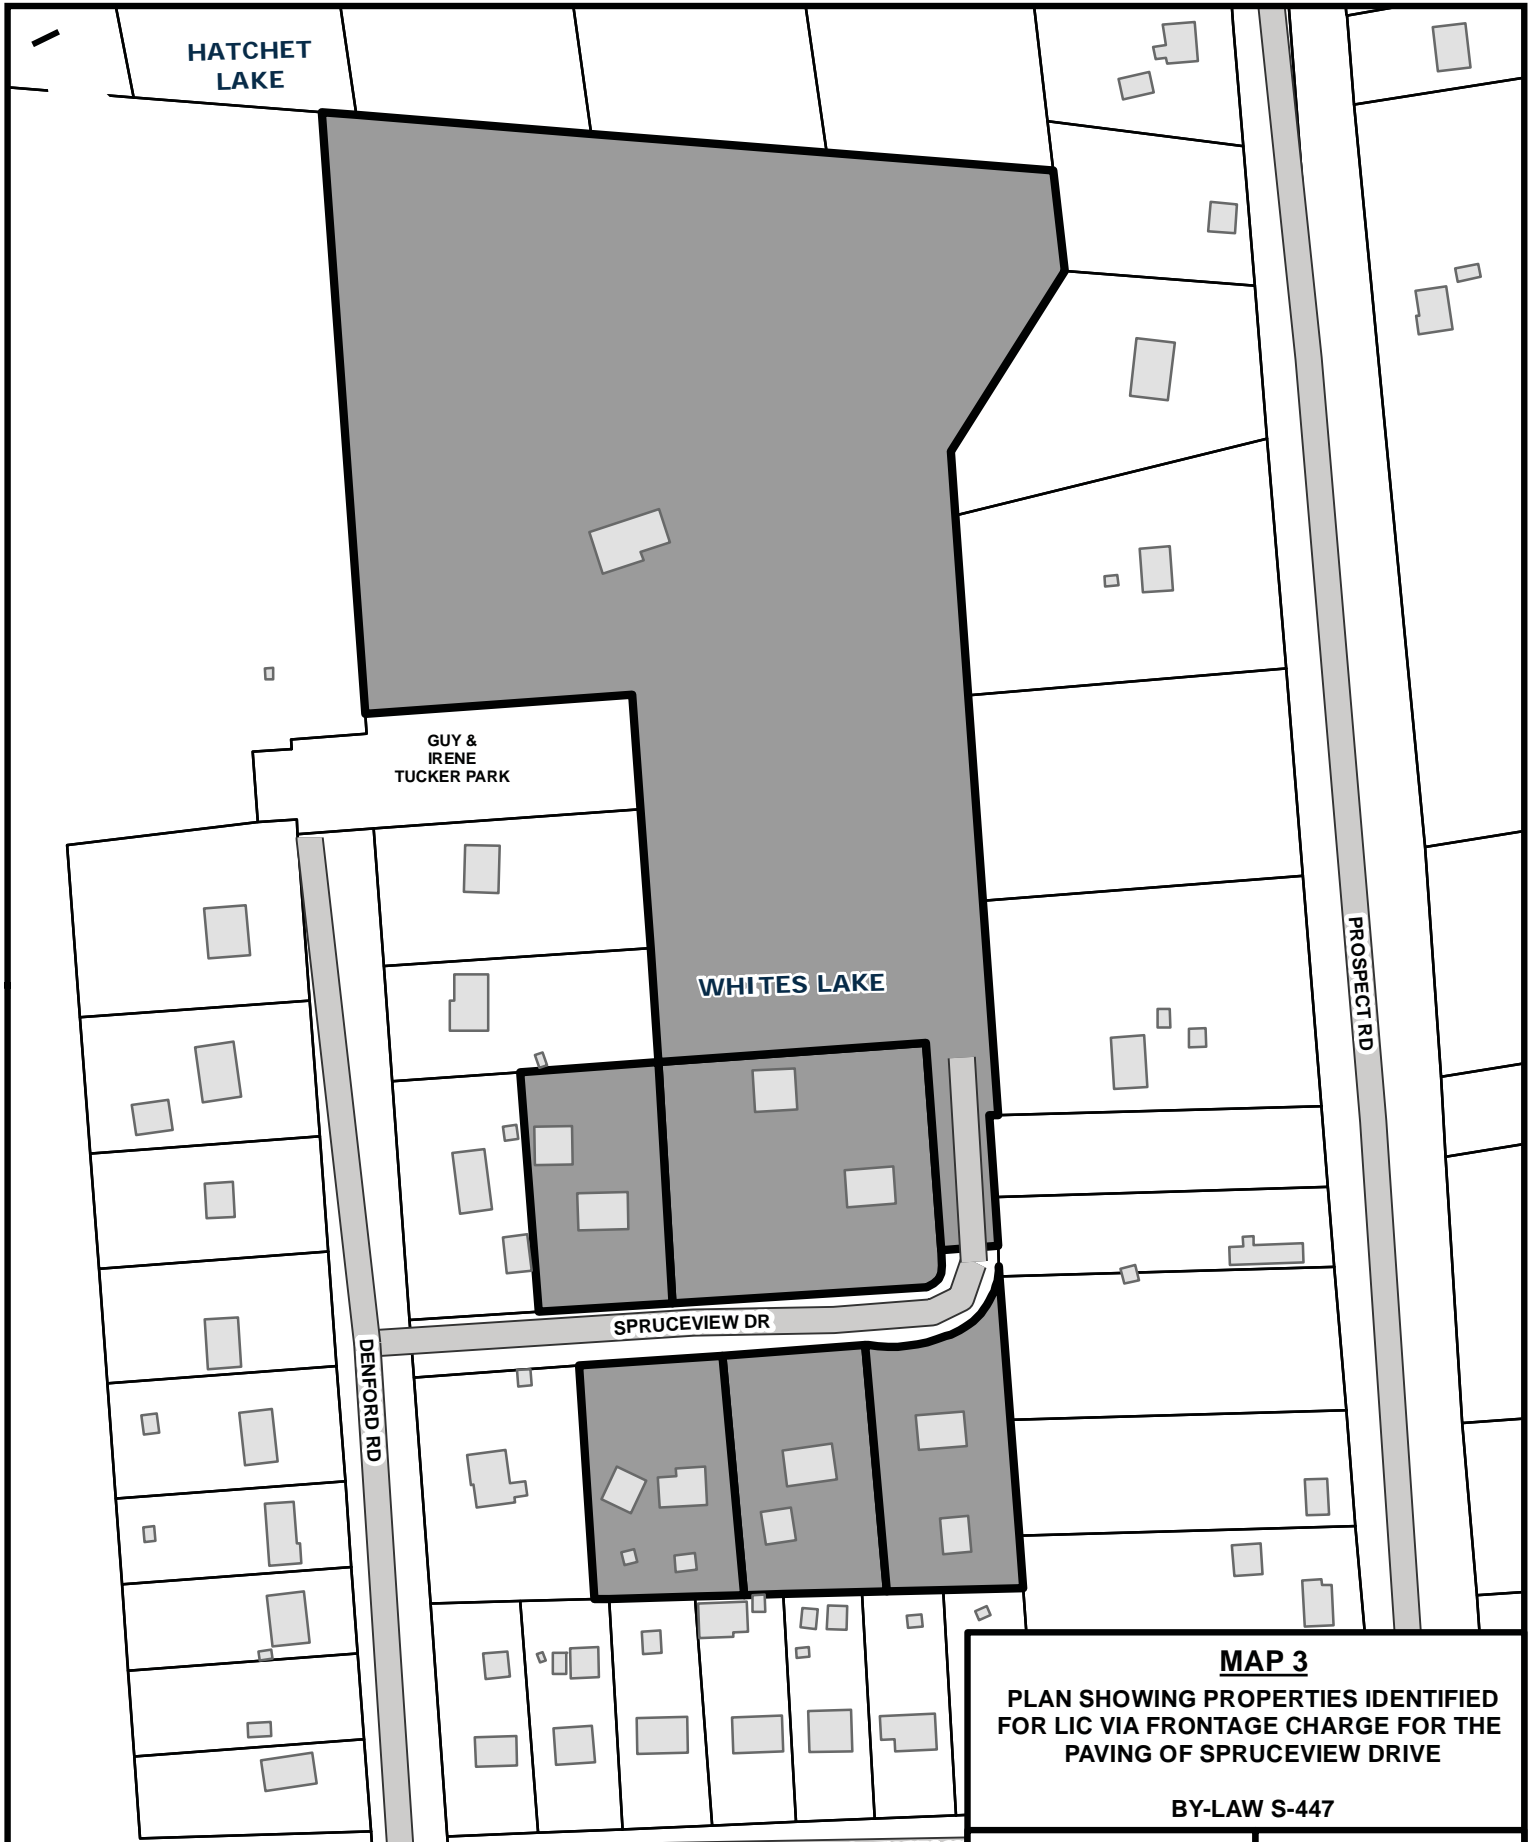 HATCHET
LAKE
GUY &
IRENE
TUCKER PARK
WHITES LAKE
PROSPECT RD
SPRUCEVIEW DR
DENFORD RD
MAP 3
PLAN SHOWING PROPERTIES IDENTIFIED
FOR LIC VIA FRONTAGE CHARGE FOR THE
PAVING OF SPRUCEVIEW DRIVE
BY-LAW S-447